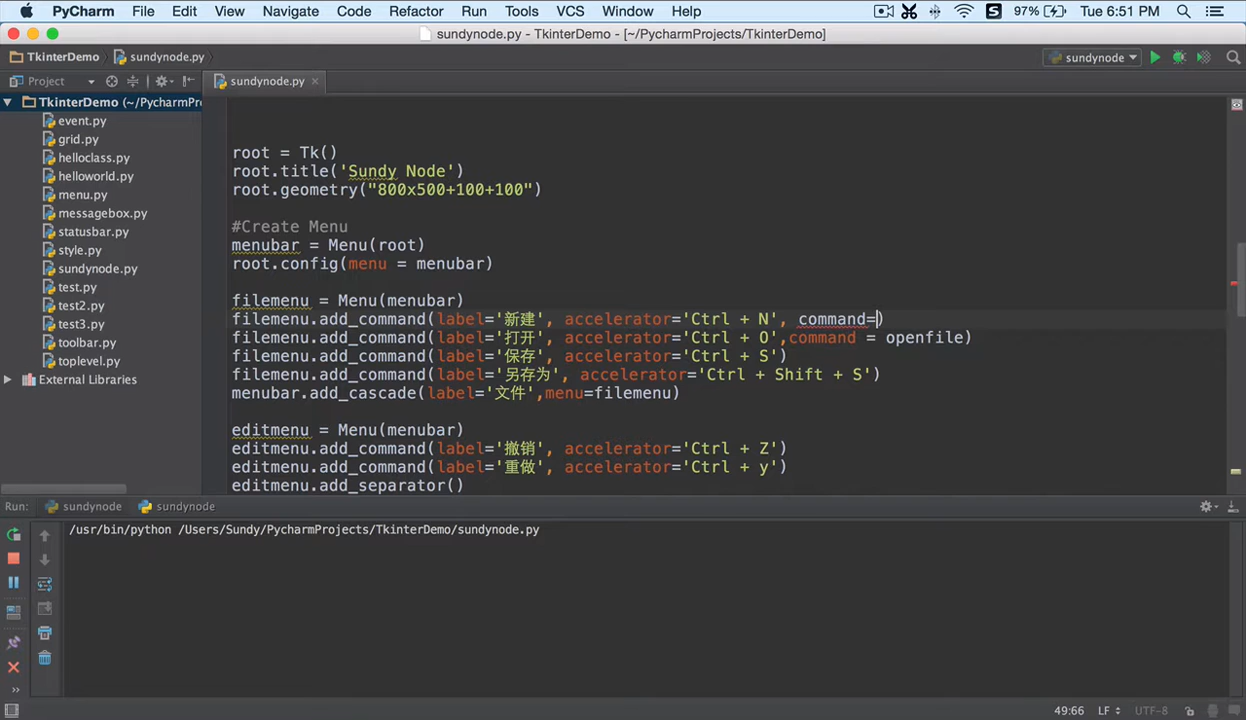 PyCharm File Edit View Navigate Code Refactor Run Tools VCS Window Help 97% Tue 6:51 PM
sundynode.py - TkinterDemo - [~/PycharmProjects/TkinterDemo]
TkinterDemo sundynode.py sundynode
Project sundynode.py
TkinterDemo (~/PycharmPro
event.py
grid.py
helloclass.py
helloworld.py
menu.py
messagebox.py
statusbar.py
style.py
sundynode.py
test.py
test2.py
test3.py
toolbar.py
toplevel.py
External Libraries
root = Tk()
root.title('Sundy Node')
root.geometry("800x500+100+100")
#Create Menu
menubar = Menu(root)
root.config(menu = menubar)
filemenu = Menu(menubar)
filemenu.add_command(label='新建', accelerator='Ctrl + N', command=)
filemenu.add_command(label='打开', accelerator='Ctrl + O',command = openfile)
filemenu.add_command(label='保存', accelerator='Ctrl + S')
filemenu.add_command(label='另存为', accelerator='Ctrl + Shift + S')
menubar.add_cascade(label='文件',menu=filemenu)
editmenu = Menu(menubar)
editmenu.add_command(label='撤销', accelerator='Ctrl + Z')
editmenu.add_command(label='重做', accelerator='Ctrl + y')
editmenu.add_separator()
Run: sundynode sundynode
/usr/bin/python /Users/Sundy/PycharmProjects/TkinterDemo/sundynode.py
49:66 LF UTF-8